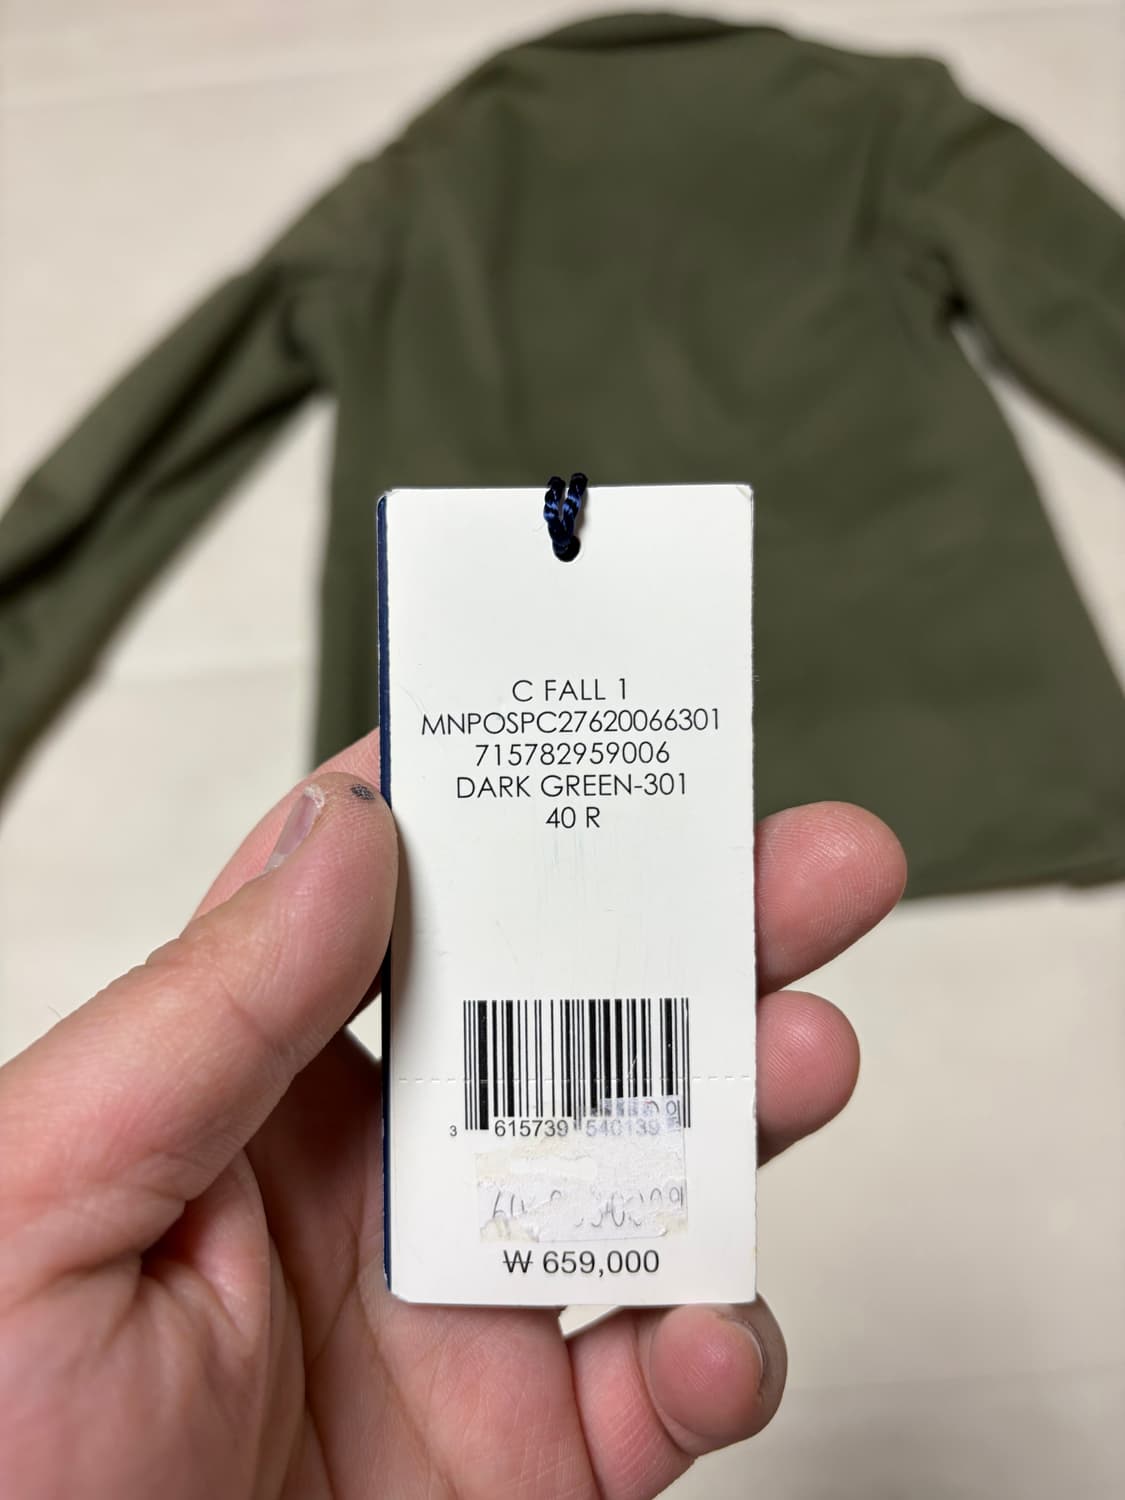 C FALL 1
MNPOSPC27620066301
715782959006
DARK GREEN-301
40 R
3 615739 540139
₩ 659,000